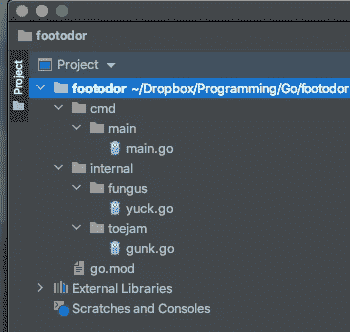 footodor
Project
Project
footodor ~/Dropbox/Programming/Go/footodor
cmd
main
main.go
internal
fungus
yuck.go
toejam
gunk.go
go.mod
External Libraries
Scratches and Consoles